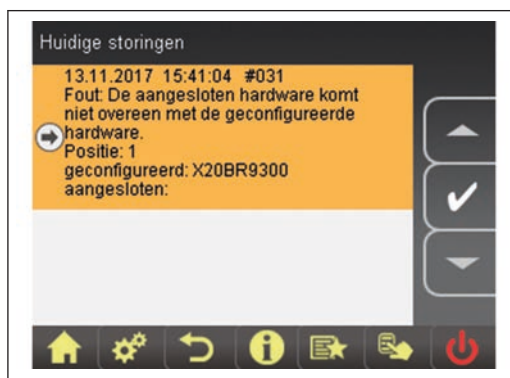 Huidige storingen
13.11.2017 15:41:04 #031
Fout: De aangesloten hardware komt
niet overeen met de geconfigureerde
hardware.
Positie: 1
geconfigureerd: X20BR9300
aangesloten: